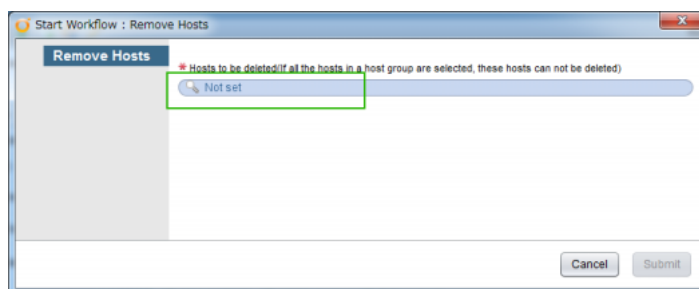 Start Workflow : Remove Hosts
Remove Hosts
* Hosts to be deleted(If all the hosts in a host group are selected, these hosts can not be deleted)
Not set
Cancel
Submit